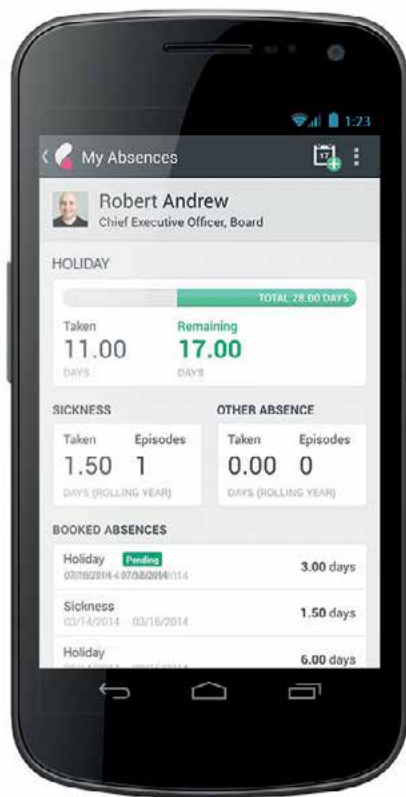 1:23
My Absences
17
Robert Andrew
Chief Executive Officer, Board
HOLIDAY
TOTAL: 28.00 DAYS
Taken Remaining
11.00 17.00
DAYS DAYS
SICKNESS OTHER ABSENCE
Taken Episodes Taken Episodes
1.50 1 0.00 0
DAYS (ROLLING YEAR) DAYS (ROLLING YEAR)
BOOKED ABSENCES
Holiday Pending
3.00 days
Sickness
03/14/2014 03/16/2014 1.50 days
Holiday
6.00 days